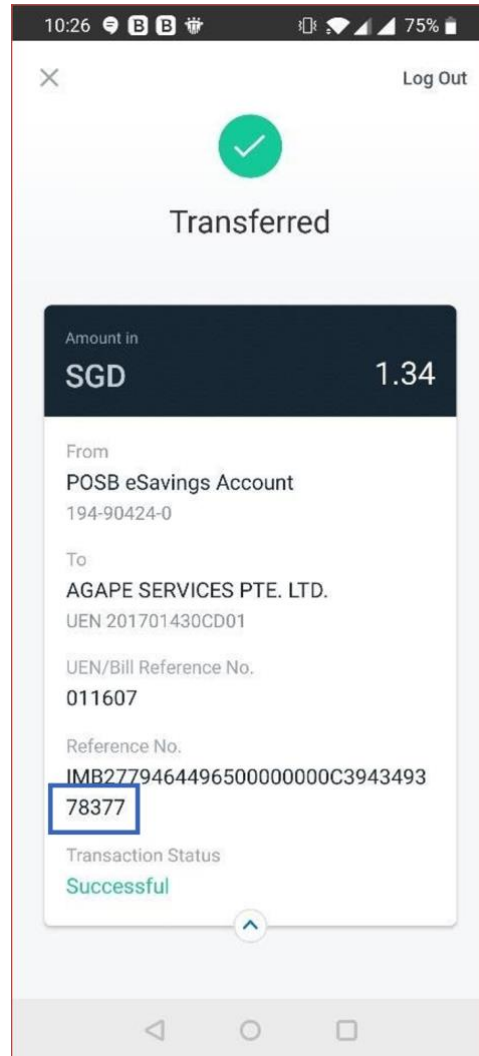 10:26 B B 75%
Log Out
Transferred
Amount in
SGD 1.34
From
POSB eSavings Account
194-90424-0
To
AGAPE SERVICES PTE. LTD.
UEN 201701430CD01
UEN/Bill Reference No.
011607
Reference No.
IMB2779464496500000000C3943493
78377
Transaction Status
Successful